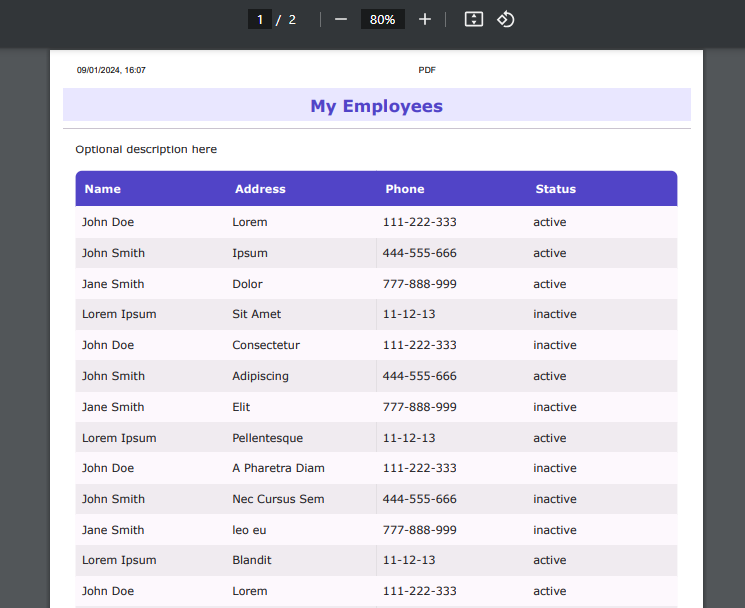 1 / 2 80%
09/01/2024, 16:07 PDF
My Employees
Optional description here
Name Address Phone Status
John Doe Lorem 111-222-333 active
John Smith Ipsum 444-555-666 active
Jane Smith Dolor 777-888-999 active
Lorem Ipsum Sit Amet 11-12-13 inactive
John Doe Consectetur 111-222-333 inactive
John Smith Adipiscing 444-555-666 active
Jane Smith Elit 777-888-999 inactive
Lorem Ipsum Pellentesque 11-12-13 active
John Doe A Pharetra Diam 111-222-333 inactive
John Smith Nec Cursus Sem 444-555-666 inactive
Jane Smith leo eu 777-888-999 inactive
Lorem Ipsum Blandit 11-12-13 active
John Doe Lorem 111-222-333 active